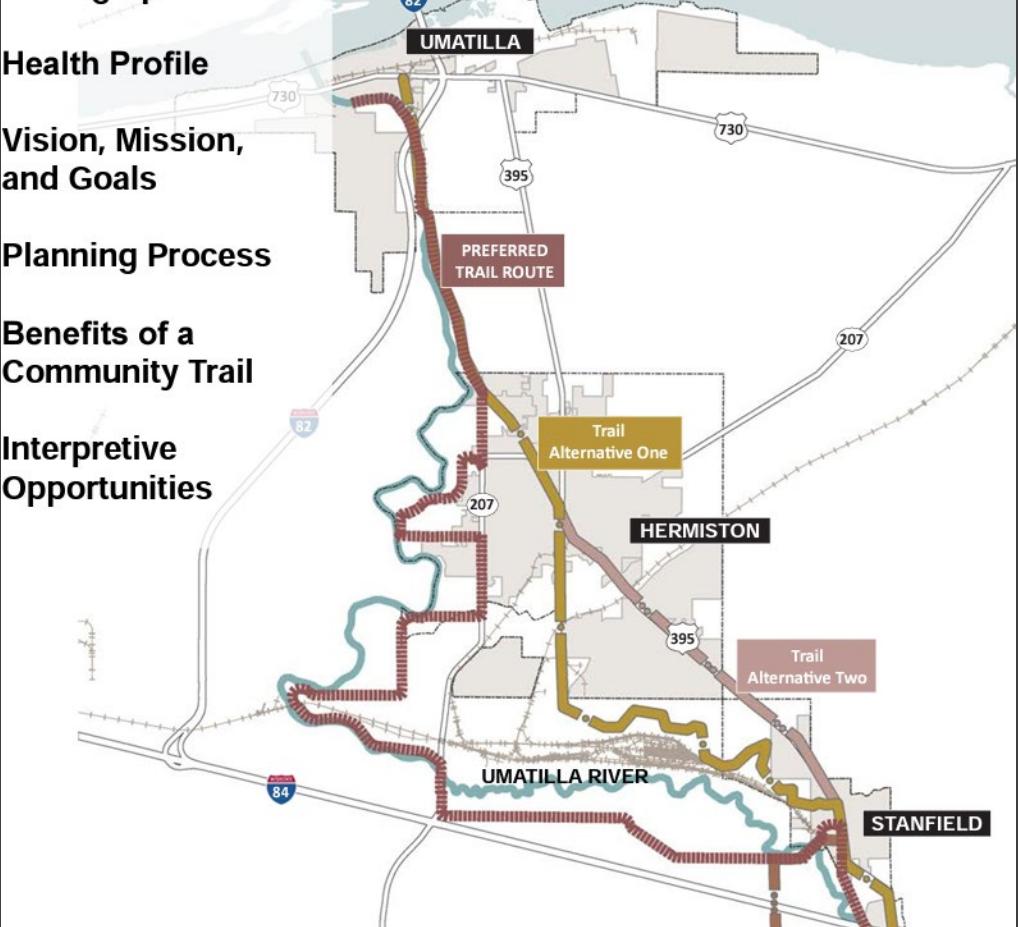 82
UMATILLA
Health Profile
730
Vision, Mission,
and Goals
730
395
Planning Process
PREFERRED
TRAIL ROUTE
Benefits of a
Community Trail
207
82
Trail
Alternative One
Interpretive
Opportunities
207
HERMISTON
395
Trail
Alternative Two
UMATILLA RIVER
84
STANFIELD